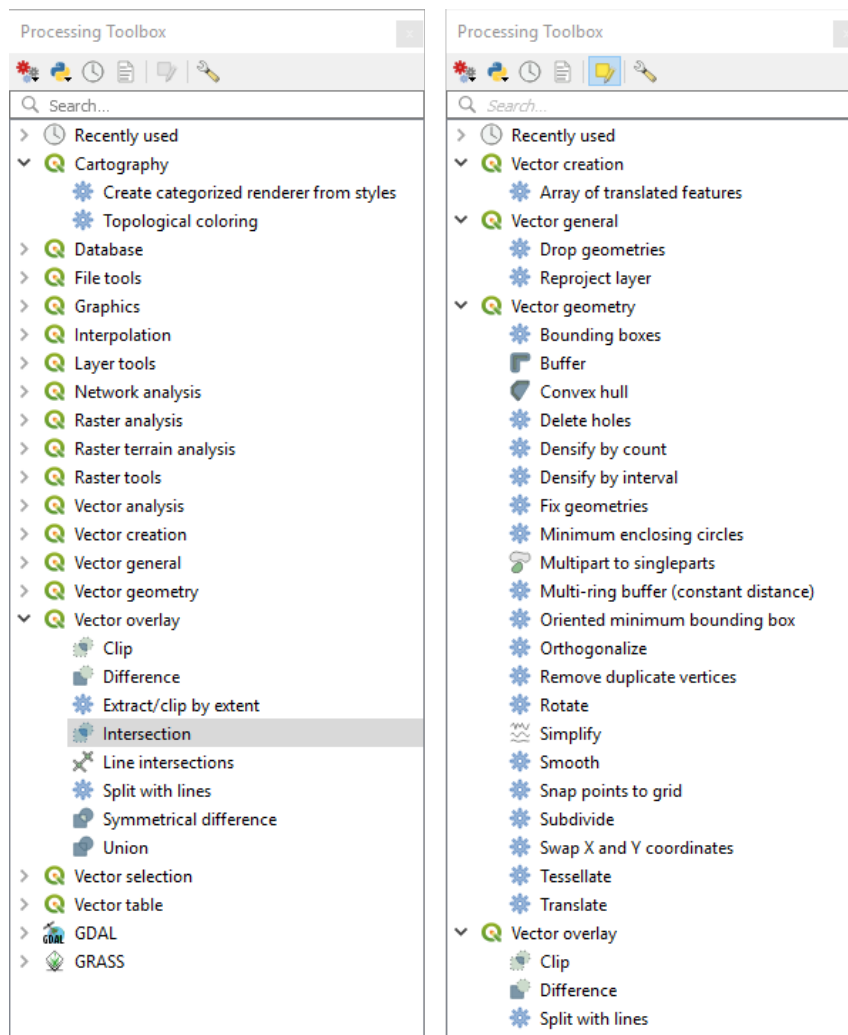 Processing Toolbox
Search...
Recently used
Cartography
Create categorized renderer from styles
Topological coloring
Database
File tools
Graphics
Interpolation
Layer tools
Network analysis
Raster analysis
Raster terrain analysis
Raster tools
Vector analysis
Vector creation
Vector general
Vector geometry
Vector overlay
Clip
Difference
Extract/clip by extent
Intersection
Line intersections
Split with lines
Symmetrical difference
Union
Vector selection
Vector table
GDAL GDAL
GRASS
Processing Toolbox
Search...
Recently used
Vector creation
Array of translated features
Vector general
Drop geometries
Reproject layer
Vector geometry
Bounding boxes
Buffer
Convex hull
Delete holes
Densify by count
Densify by interval
Fix geometries
Minimum enclosing circles
Multipart to singleparts
Multi-ring buffer (constant distance)
Oriented minimum bounding box
Orthogonalize
Remove duplicate vertices
Rotate
Simplify
Smooth
Snap points to grid
Subdivide
Swap X and Y coordinates
Tessellate
Translate
Vector overlay
Clip
Difference
Split with lines